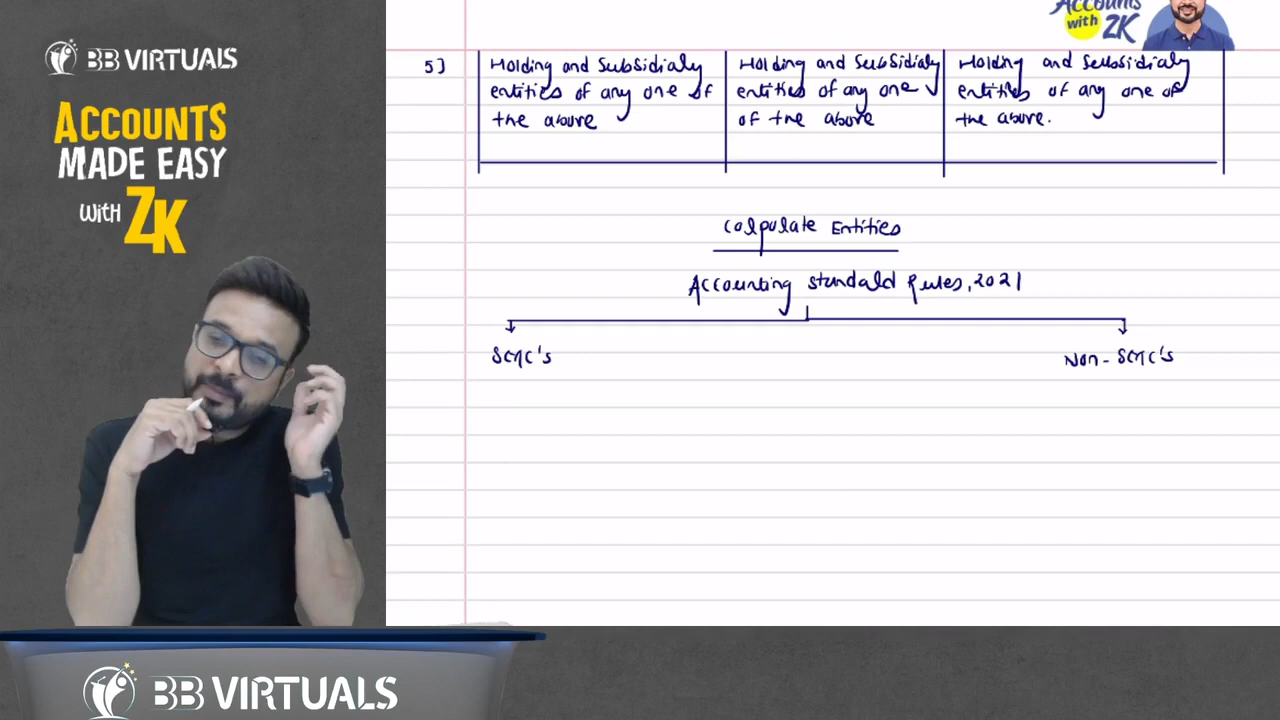 BB VIRTUALS
ACCOUNTS
MADE EASY
with ZK
Accounts
with ZK
5]
Holding and Subsidiary
entities of any one of
the above
Holding and Subsidiary
entities of any one
of the above
Holding and Subsidiary
entities of any one of
the above.
Corporate Entities
Accounting Standard Rules, 2021
SMC's
Non-SMC's
BB VIRTUALS